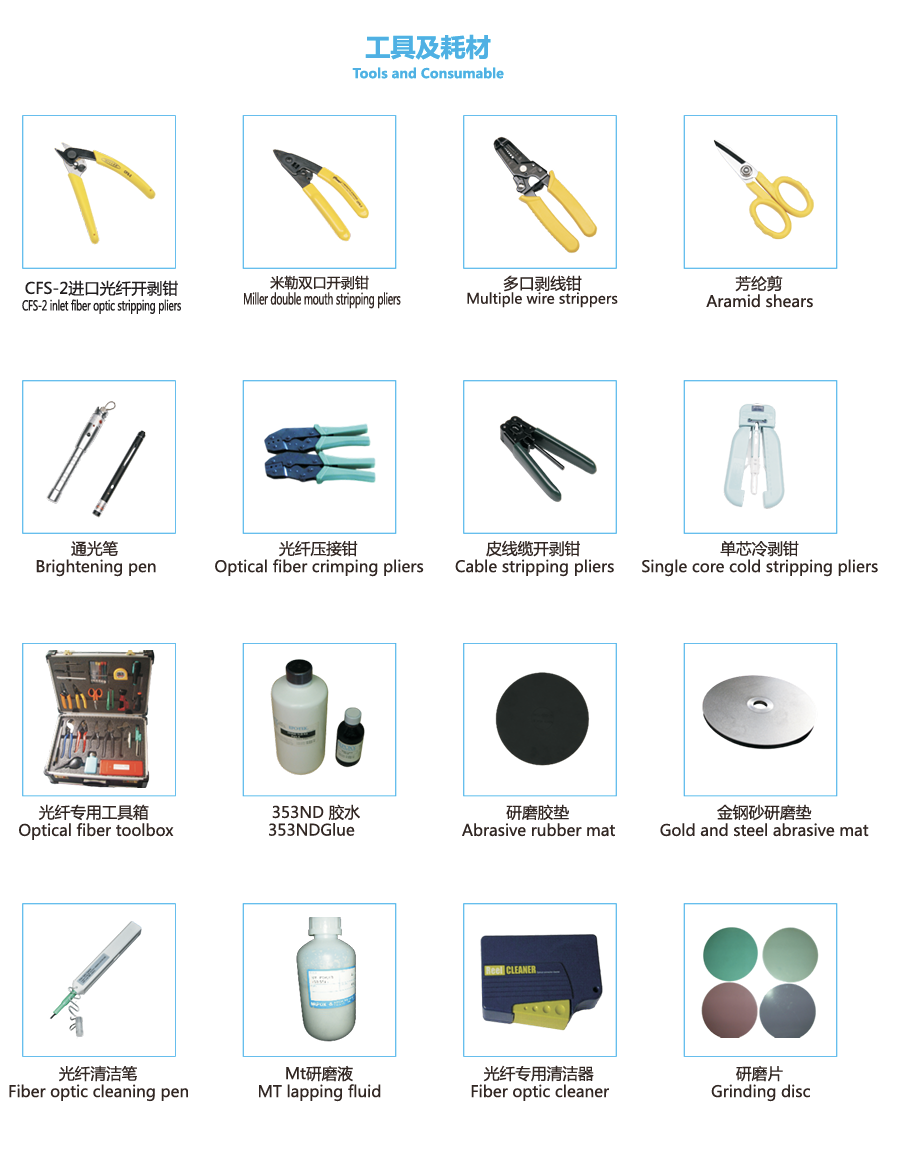 工具及耗材
Tools and Consumable
CFS-2进口光纤开剥钳
CFS-2 inlet fiber optic stripping pliers
米勒双口开剥钳
Miller double mouth stripping pliers
多口剥线钳
Multiple wire strippers
芳纶剪
Aramid shears
通光笔
Brightening pen
光纤压接钳
Optical fiber crimping pliers
皮线缆开剥钳
Cable stripping pliers
单芯冷剥钳
Single core cold stripping pliers
光纤专用工具箱
Optical fiber toolbox
353ND 胶水
353NDGlue
研磨胶垫
Abrasive rubber mat
金钢砂研磨垫
Gold and steel abrasive mat
Reel CLEANER
光纤清洁笔
Fiber optic cleaning pen
Mt研磨液
MT lapping fluid
光纤专用清洁器
Fiber optic cleaner
研磨片
Grinding disc